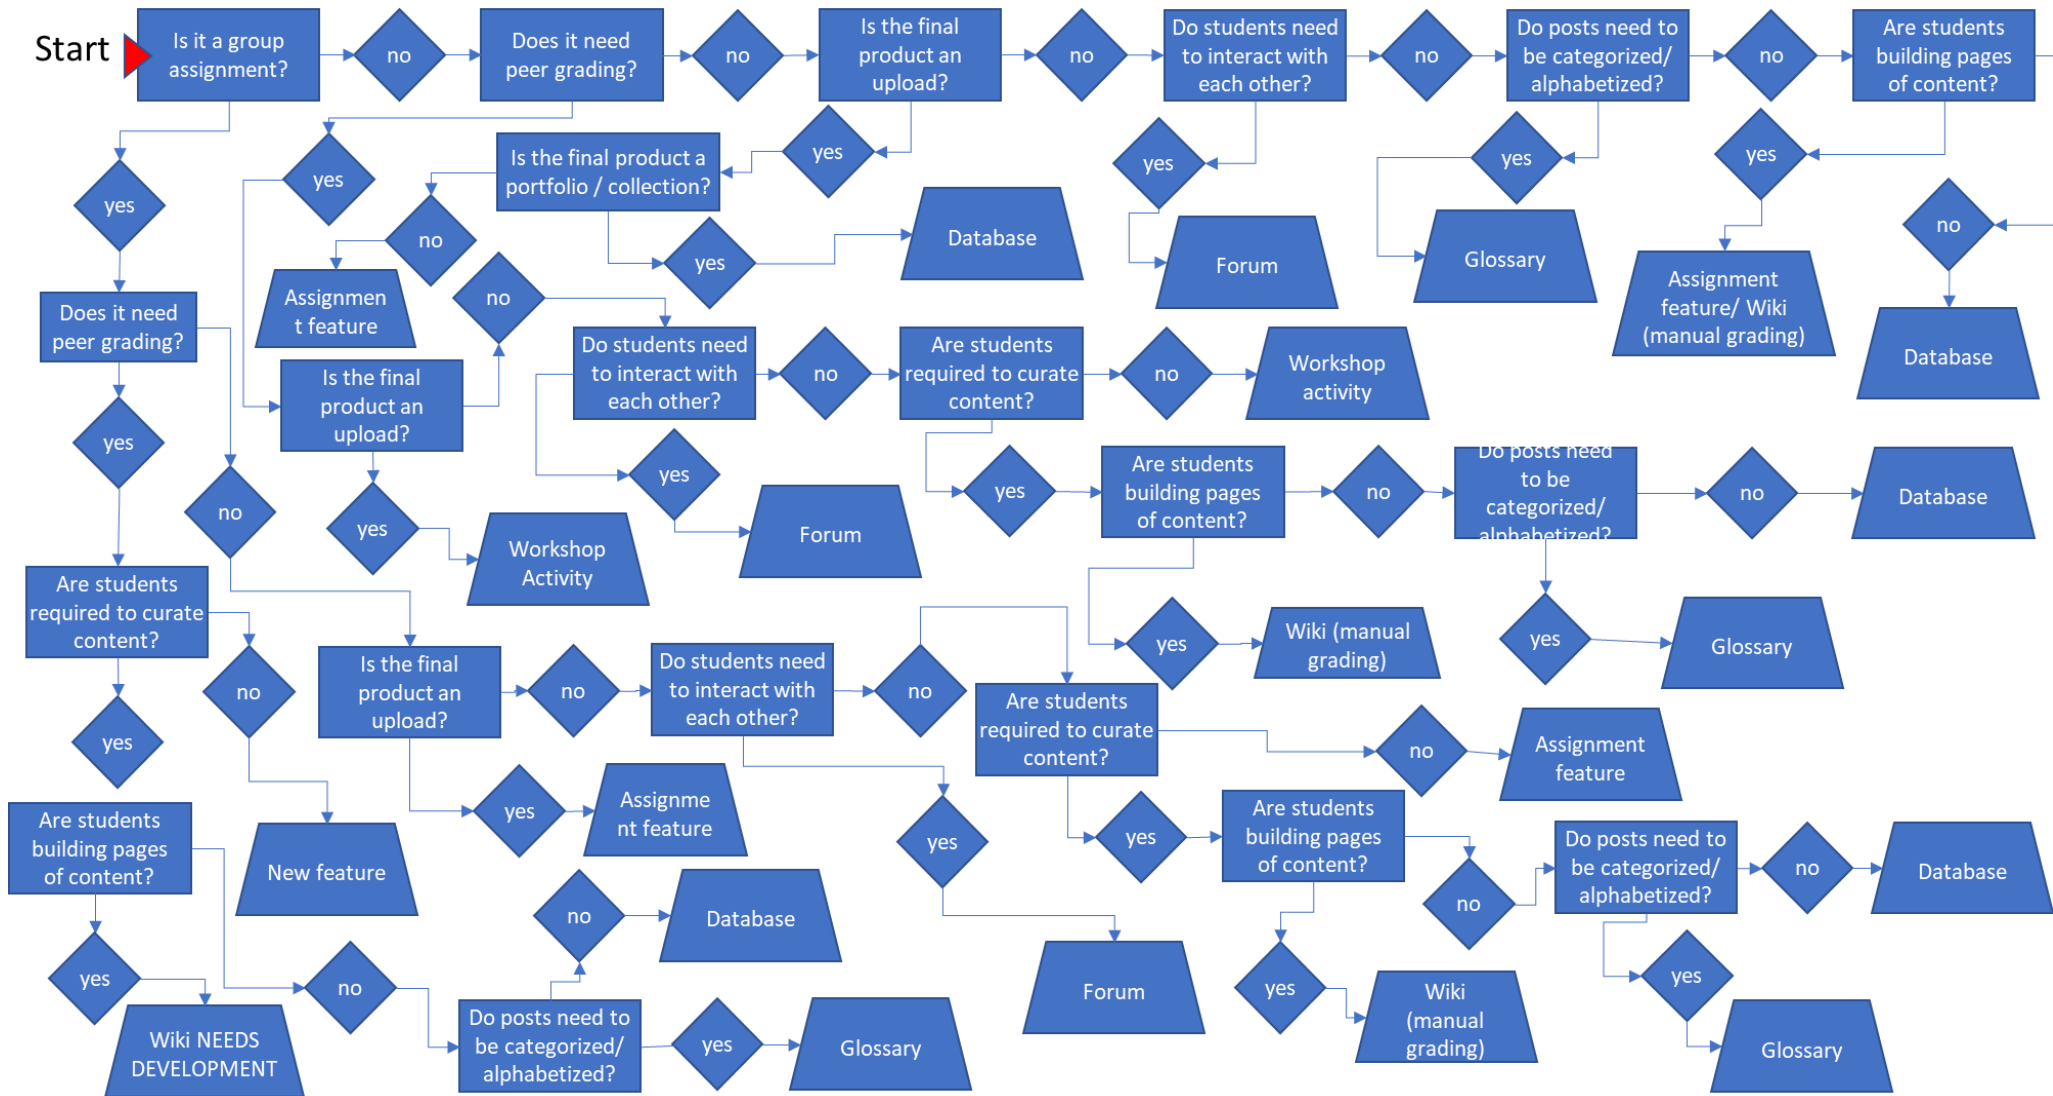 Start
Is it a group
assignment?
no
Does it need
peer grading?
no
Is the final
product an
upload?
no
Do students need
to interact with
each other?
no
Do posts need to
be categorized/
alphabetized?
no
Are students
building pages
of content?
yes
yes
Is the final product a
portfolio / collection?
yes
yes
yes
yes
no
no
yes
Database
Forum
Glossary
Assignment
feature/ Wiki
(manual grading)
Database
Assignmen
t feature
no
Does it need
peer grading?
Is the final
product an
upload?
Do students need
to interact with
each other?
no
Are students
required to curate
content?
no
Workshop
activity
yes
no
yes
Workshop
Activity
yes
Forum
yes
Are students
building pages
of content?
no
Do posts need
to be
categorized/
alphabetized?
no
Database
yes
Wiki (manual
grading)
yes
Glossary
Are students
required to curate
content?
no
yes
Is the final
product an
upload?
no
Do students need
to interact with
each other?
no
Are students
required to curate
content?
no
Assignment
feature
yes
Assignme
nt feature
yes
Forum
yes
Are students
building pages
of content?
no
Do posts need to
be categorized/
alphabetized?
no
Database
yes
Wiki
(manual
grading)
yes
Glossary
New feature
Are students
building pages
of content?
yes
Wiki NEEDS
DEVELOPMENT
no
Do posts need to
be categorized/
alphabetized?
no
Database
yes
Glossary